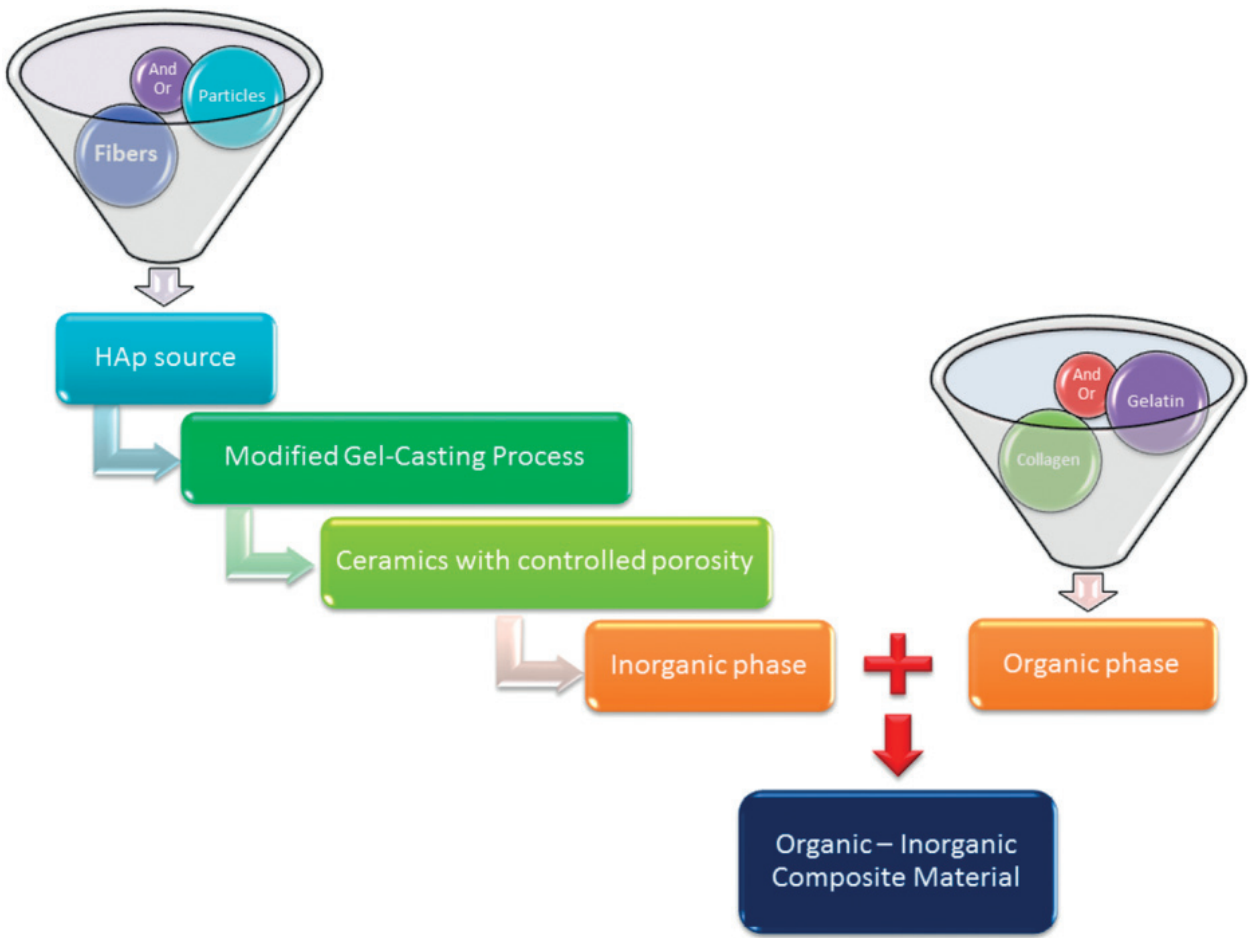 And
Or
Particles
Fibers
HAp source
Modified Gel-Casting Process
Ceramics with controlled porosity
Inorganic phase
And
Or
Gelatin
Collagen
Organic phase
Organic – Inorganic
Composite Material